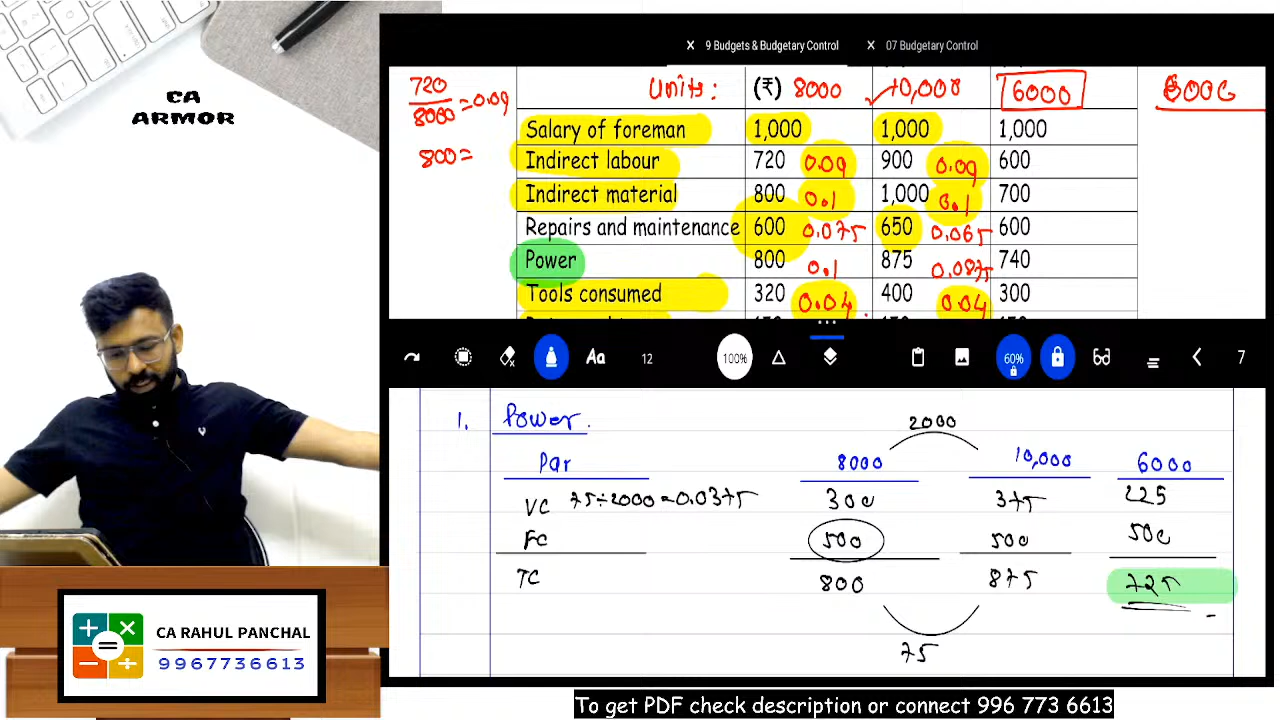 CA
ARMOR
9 Budgets & Budgetary Control
07 Budgetary Control
720
8000 = 0.09
800 =
Units: (₹) 8000 10,000 6000 6000
Salary of foreman 1,000 1,000 1,000
Indirect labour 720 0.09 900 0.09 600
Indirect material 800 0.1 1,000 0.1 700
Repairs and maintenance 600 0.075 650 0.065 600
Power 800 0.1 875 0.0875 740
Tools consumed 320 0.04 400 0.04 300
Aa 12 100% 60% 7
1. Power.
2000
Par 8000 10,000 6000
VC 75÷2000=0.0375 300 375 225
FC 500 500 500
TC 800 875 725
75
CA RAHUL PANCHAL
9967736613
To get PDF check description or connect 996 773 6613